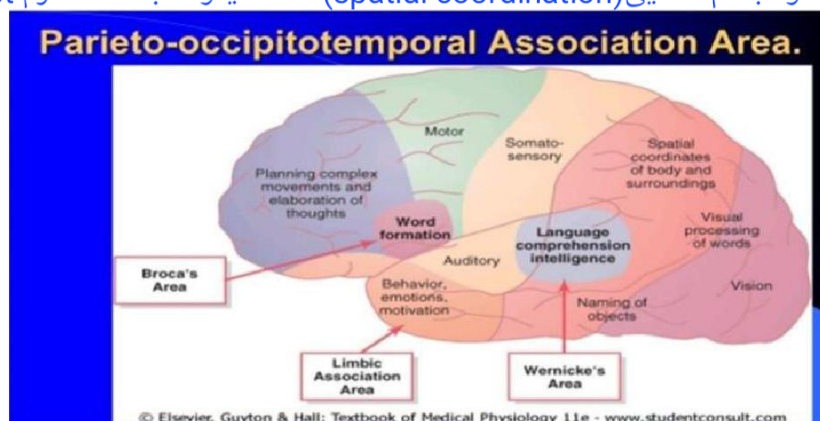 (spatial coordination)
Parieto-occipitotemporal Association Area.
Motor
Somato-
sensory
Spatial
coordinates
of body and
surroundings
Planning complex
movements and
elaboration of
thoughts
Word
formation
Language
comprehension
intelligence
Visual
processing
of words
Auditory
Broca's
Area
Behavior,
emotions,
motivation
Naming of
objects
Vision
Limbic
Association
Area
Wernicke's
Area
© Elsevier. Guyton & Hall: Textbook of Medical Physiology 11e - www.studentconsult.com